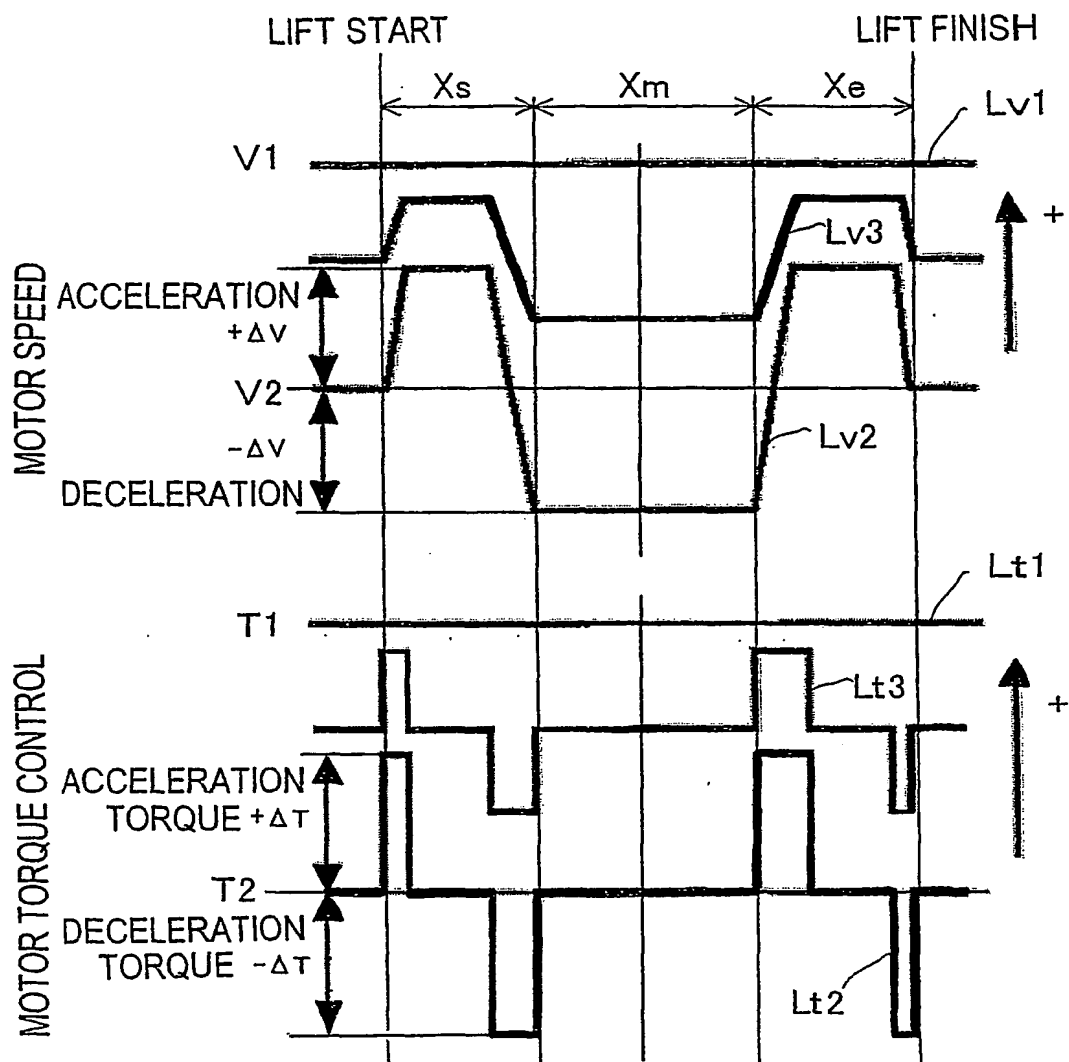 LIFT START
LIFT FINISH
Xs
Xm
Xe
Lv1
V1
+
Lv3
MOTOR SPEED
ACCELERATION
+ΔV
V2
-ΔV
Lv2
DECELERATION
Lt1
T1
MOTOR TORQUE CONTROL
Lt3
+
ACCELERATION
TORQUE +ΔT
T2
DECELERATION
TORQUE -ΔT
Lt2